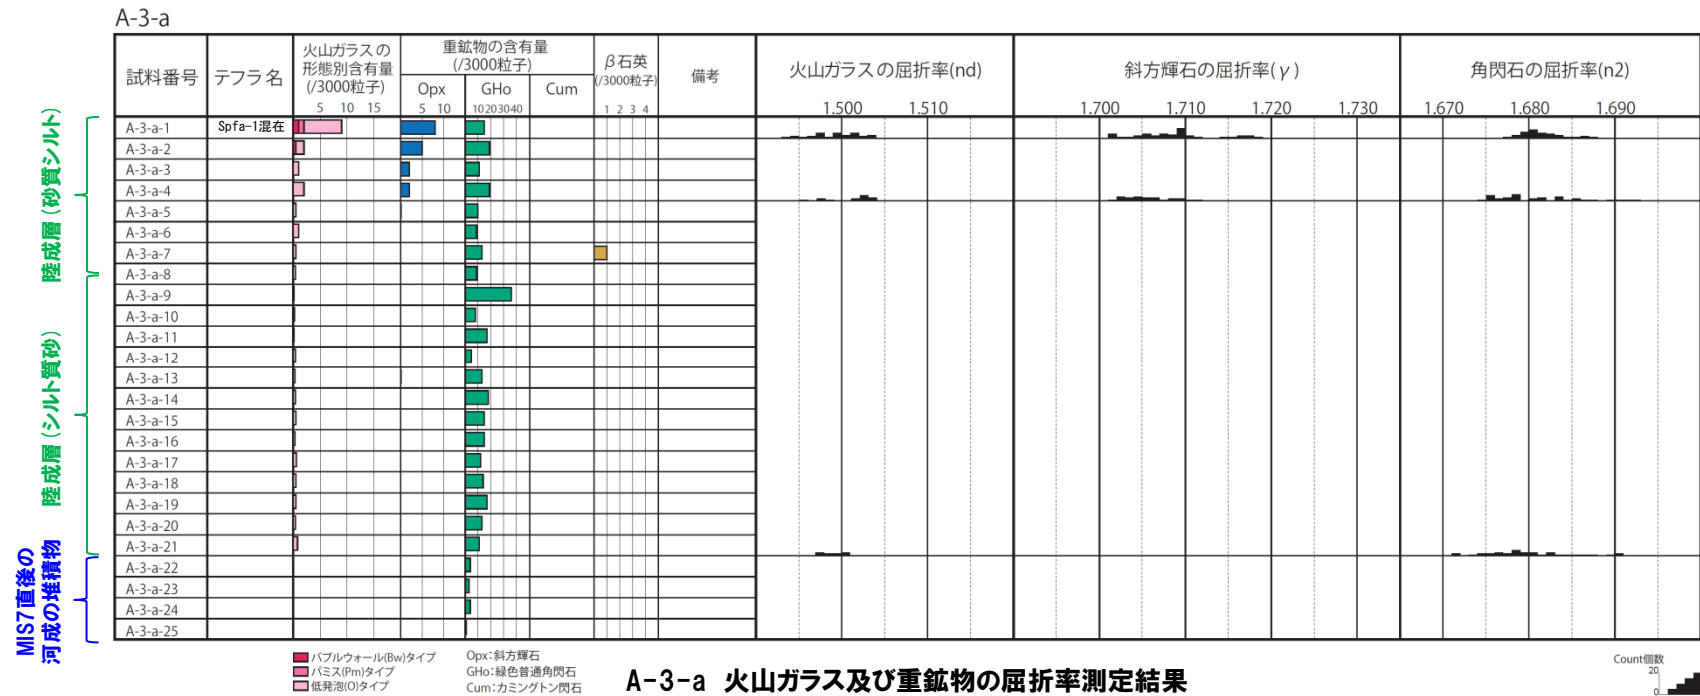 A-3-a
試料番号
テフラ名
火山ガラスの
形態別含有量
(/3000粒子)
5 10 15
重鉱物の含有量
(/3000粒子)
Opx
5 10
GHo
10203040
Cum
β石英
(/3000粒子)
1 2 3 4
備考
火山ガラスの屈折率(nd)
1.500 1.510
斜方輝石の屈折率(γ)
1.700 1.710 1.720 1.730
角閃石の屈折率(n2)
1.670 1.680 1.690
陸成層(砂質シルト)
陸成層(シルト質砂)
MIS7直後の
河成の堆積物
A-3-a-1 Spfa-1混在
A-3-a-2
A-3-a-3
A-3-a-4
A-3-a-5
A-3-a-6
A-3-a-7
A-3-a-8
A-3-a-9
A-3-a-10
A-3-a-11
A-3-a-12
A-3-a-13
A-3-a-14
A-3-a-15
A-3-a-16
A-3-a-17
A-3-a-18
A-3-a-19
A-3-a-20
A-3-a-21
A-3-a-22
A-3-a-23
A-3-a-24
A-3-a-25
バブルウォール(Bw)タイプ
パミス(Pm)タイプ
低発泡(O)タイプ
Opx:斜方輝石
GHo:緑色普通角閃石
Cum:カミングトン閃石
A-3-a 火山ガラス及び重鉱物の屈折率測定結果
Count個数
20
0